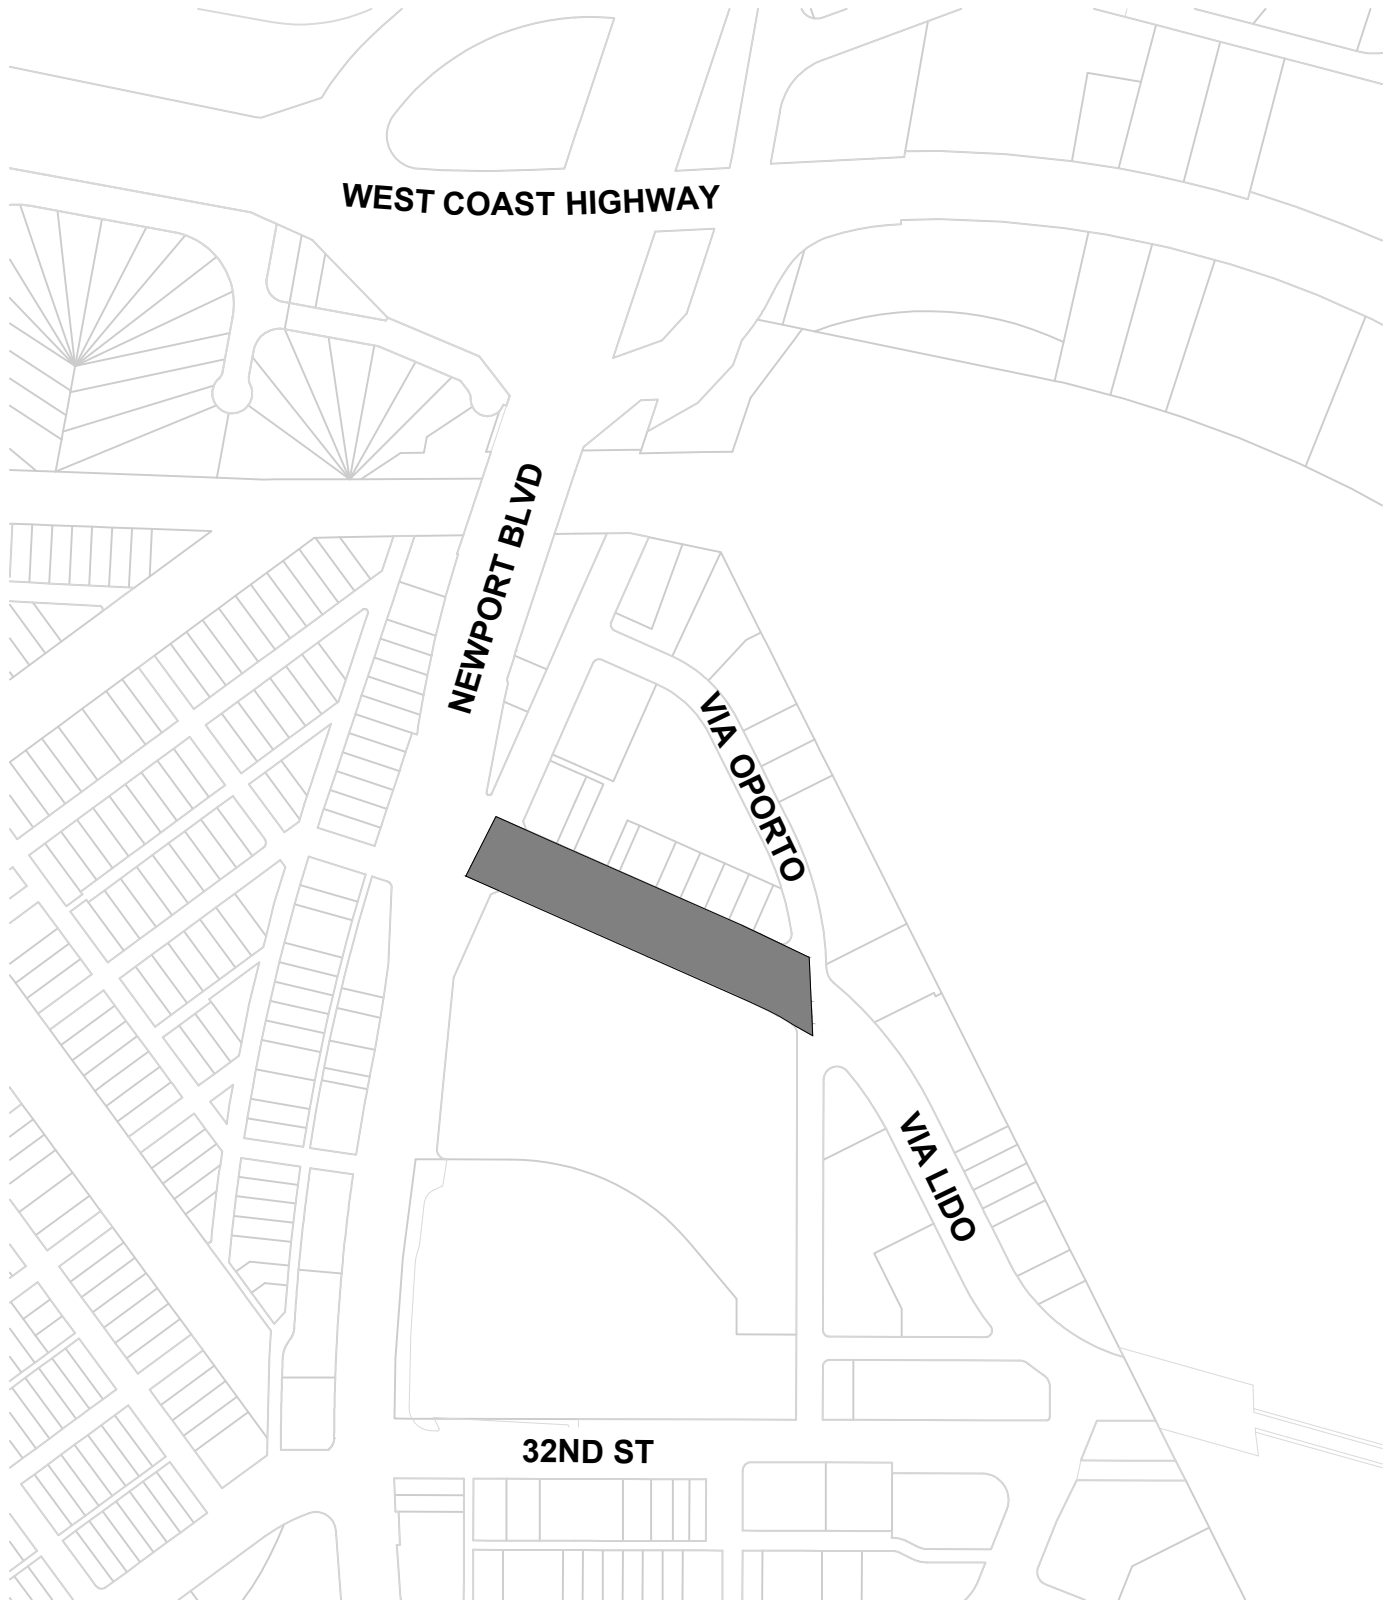 WEST COAST HIGHWAY
NEWPORT BLVD
VIA OPORTO
VIA LIDO
32ND ST